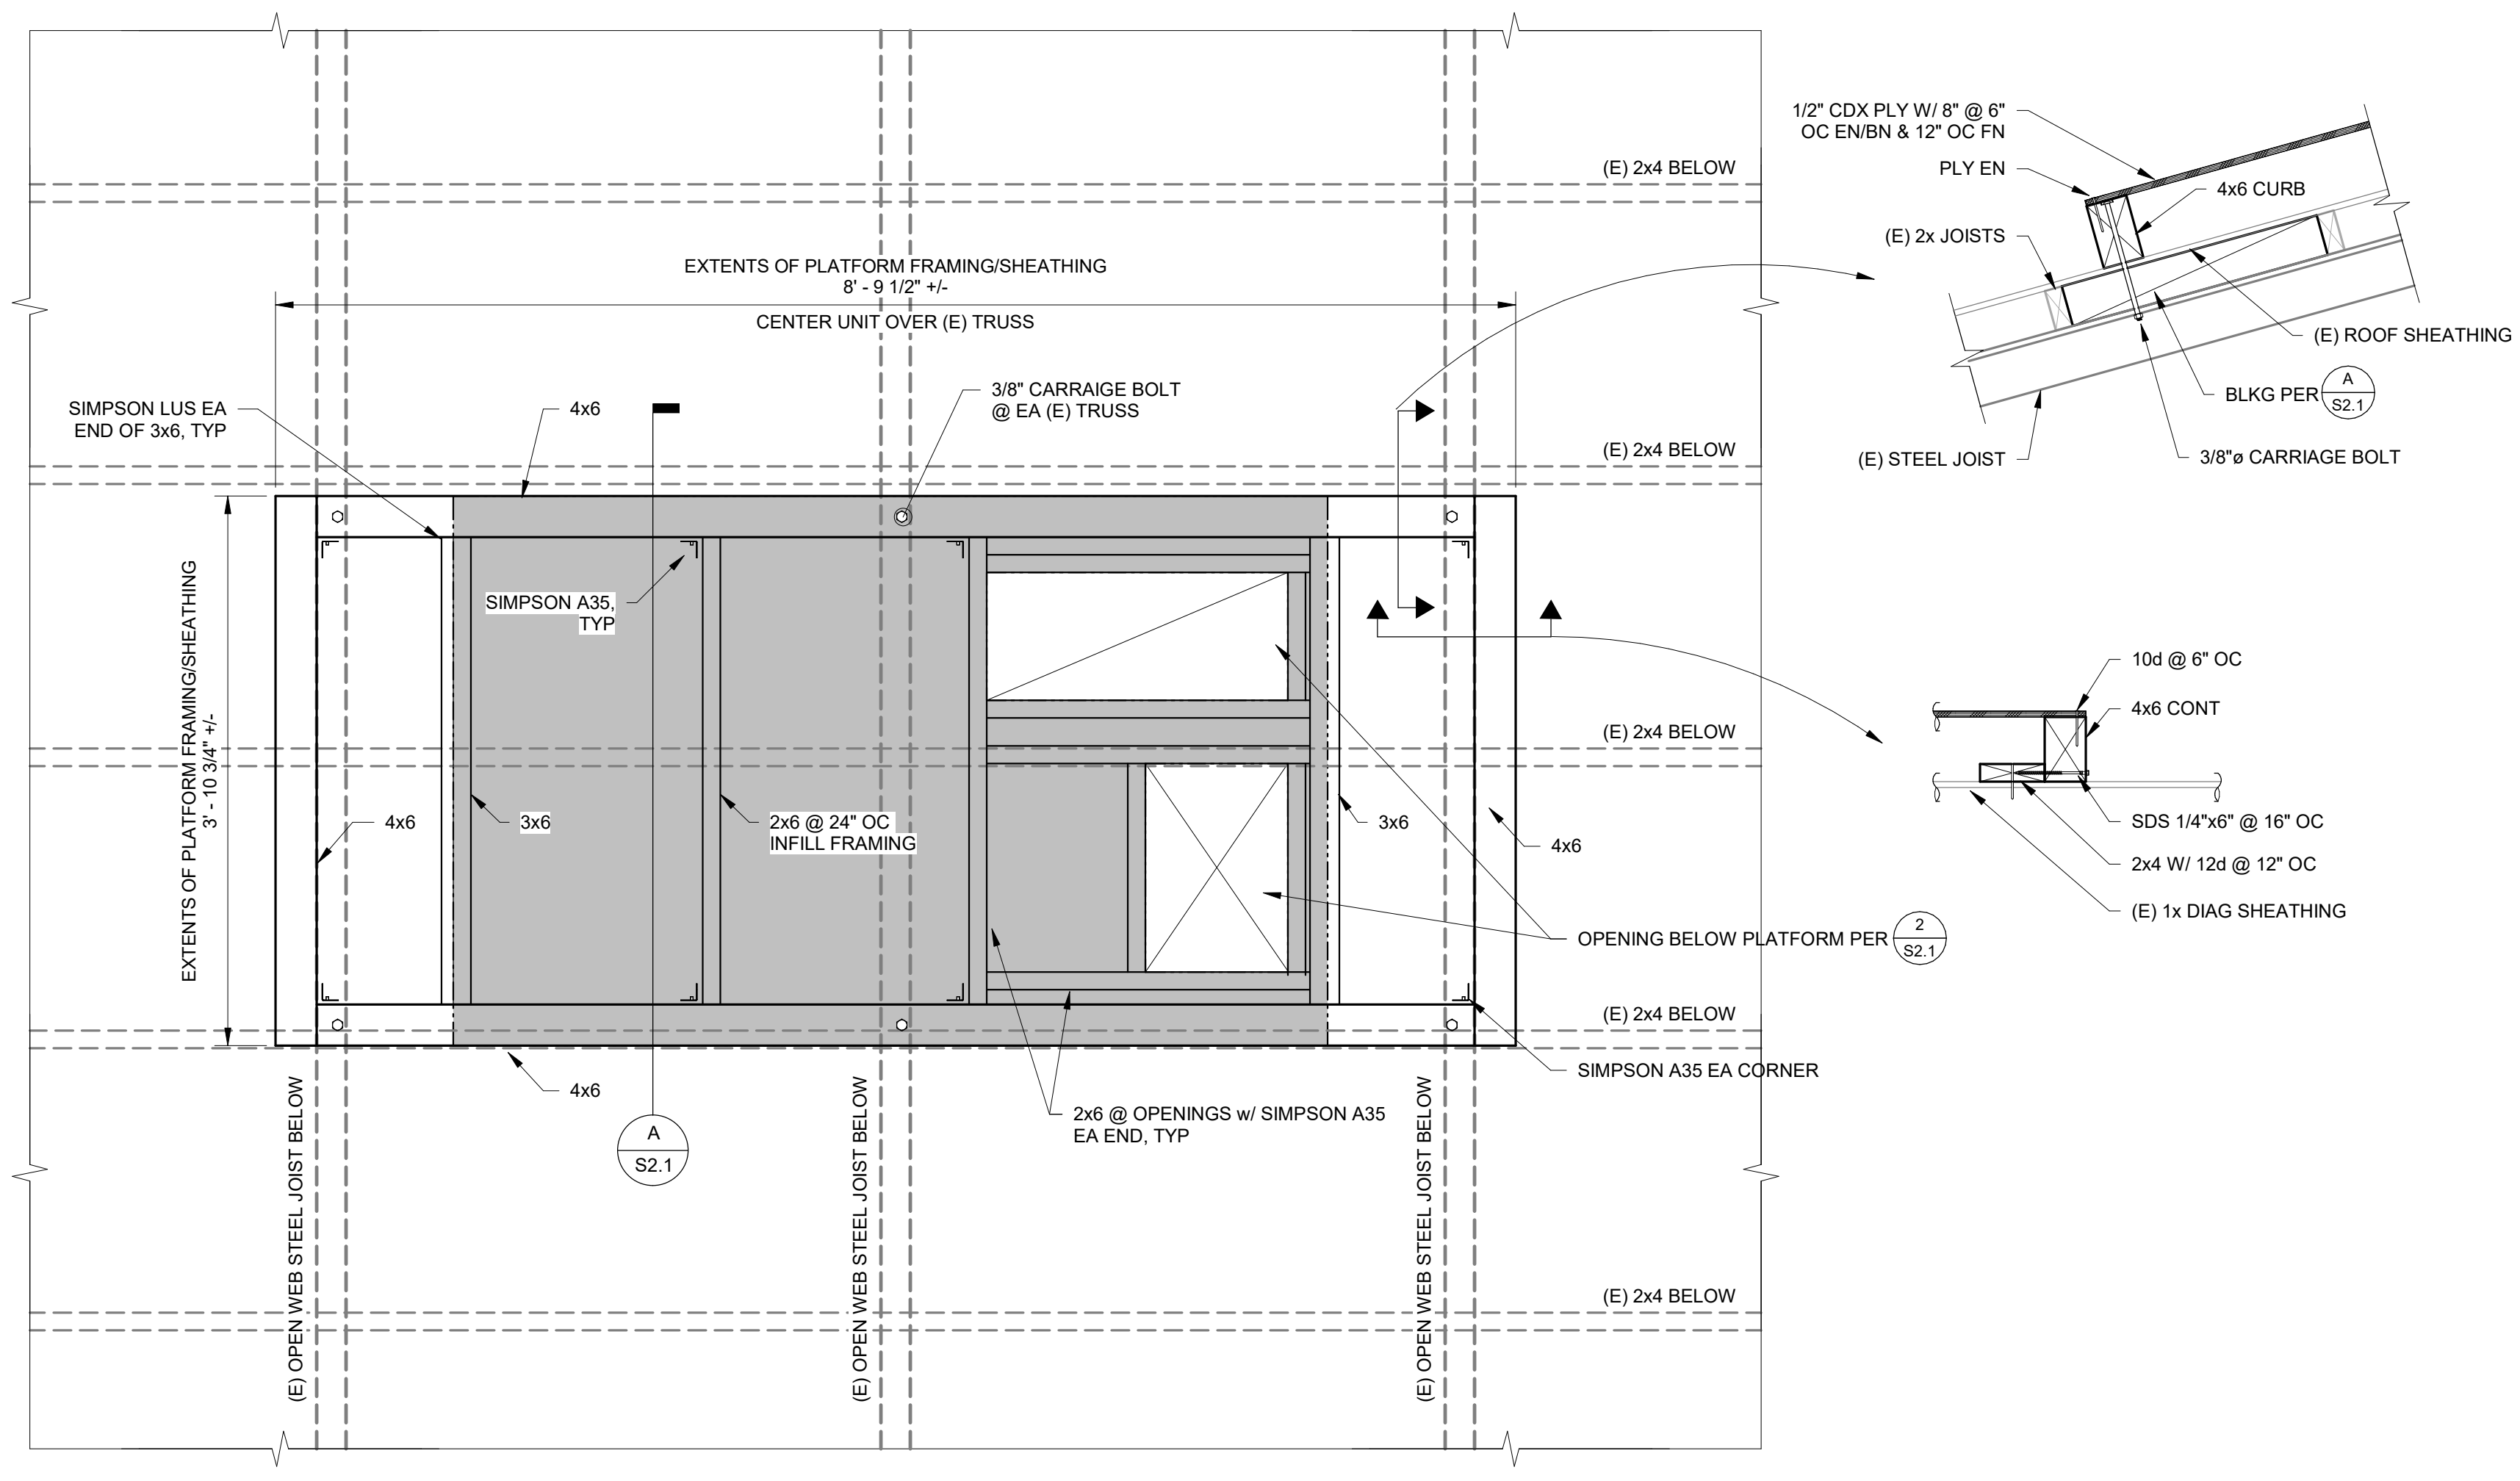 1/2" CDX PLY W/ 8" @ 6"
OC EN/BN & 12" OC FN
PLY EN
4x6 CURB
(E) 2x JOISTS
(E) ROOF SHEATHING
BLKG PER
A
S2.1
3/8"ø CARRIAGE BOLT
(E) STEEL JOIST
(E) 2x4 BELOW
EXTENTS OF PLATFORM FRAMING/SHEATHING
8' - 9 1/2" +/-
CENTER UNIT OVER (E) TRUSS
SIMPSON LUS EA
END OF 3x6, TYP
4x6
3/8" CARRAIGE BOLT
@ EA (E) TRUSS
(E) 2x4 BELOW
SIMPSON A35,
TYP
EXTENTS OF PLATFORM FRAMING/SHEATHING
3' - 10 3/4" +/-
(E) 2x4 BELOW
4x6
3x6
2x6 @ 24" OC
INFILL FRAMING
3x6
4x6
10d @ 6" OC
4x6 CONT
SDS 1/4"x6" @ 16" OC
2x4 W/ 12d @ 12" OC
(E) 1x DIAG SHEATHING
OPENING BELOW PLATFORM PER
2
S2.1
(E) 2x4 BELOW
SIMPSON A35 EA CORNER
4x6
A
S2.1
2x6 @ OPENINGS w/ SIMPSON A35
EA END, TYP
(E) OPEN WEB STEEL JOIST BELOW
(E) OPEN WEB STEEL JOIST BELOW
(E) OPEN WEB STEEL JOIST BELOW
(E) 2x4 BELOW